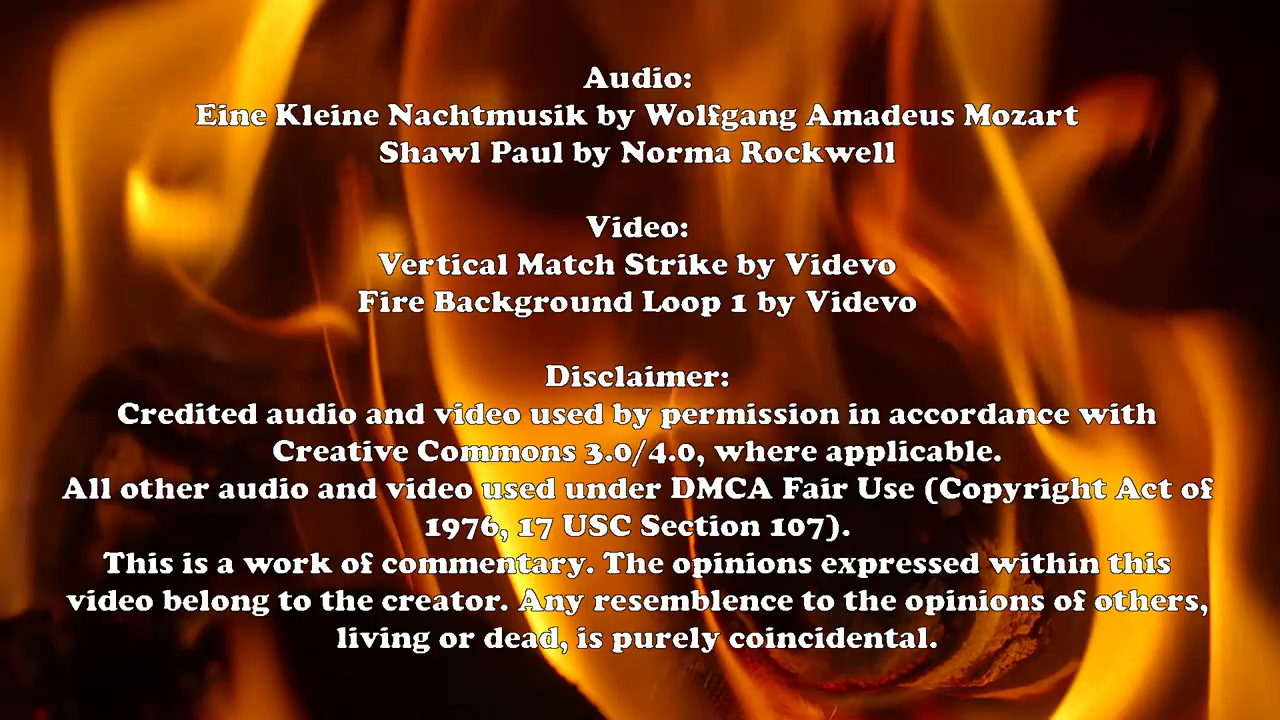 Audio:
Eine Kleine Nachtmusik by Wolfgang Amadeus Mozart
Shawl Paul by Norma Rockwell
Video:
Vertical Match Strike by Videvo
Fire Background Loop 1 by Videvo
Disclaimer:
Credited audio and video used by permission in accordance with
Creative Commons 3.0/4.0, where applicable.
All other audio and video used under DMCA Fair Use (Copyright Act of
1976, 17 USC Section 107).
This is a work of commentary. The opinions expressed within this
video belong to the creator. Any resemblence to the opinions of others,
living or dead, is purely coincidental.